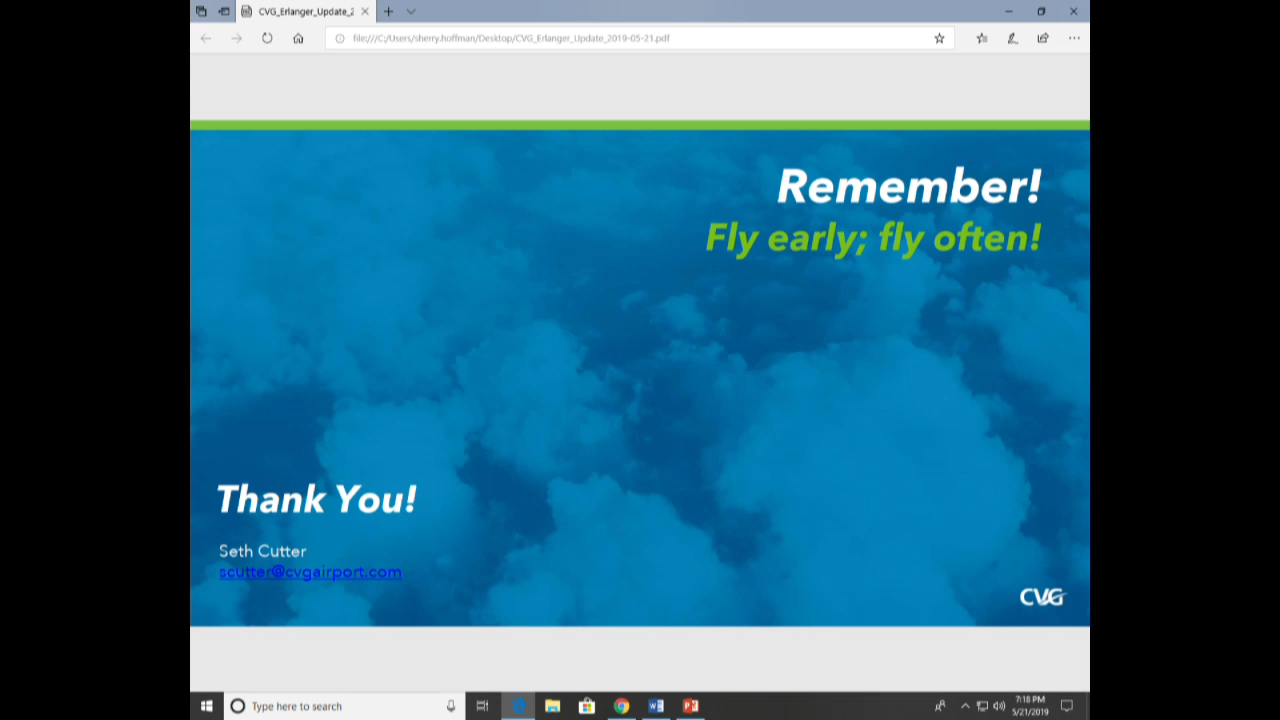 CVG_Erlanger_Update_2
file:///C:/Users/sherry.hoffman/Desktop/CVG_Erlanger_Update_2019-05-21.pdf
Remember!
Fly early; fly often!
Thank You!
Seth Cutter
scutter@cvgairport.com
CVG
Type here to search
7:18 PM
5/21/2019